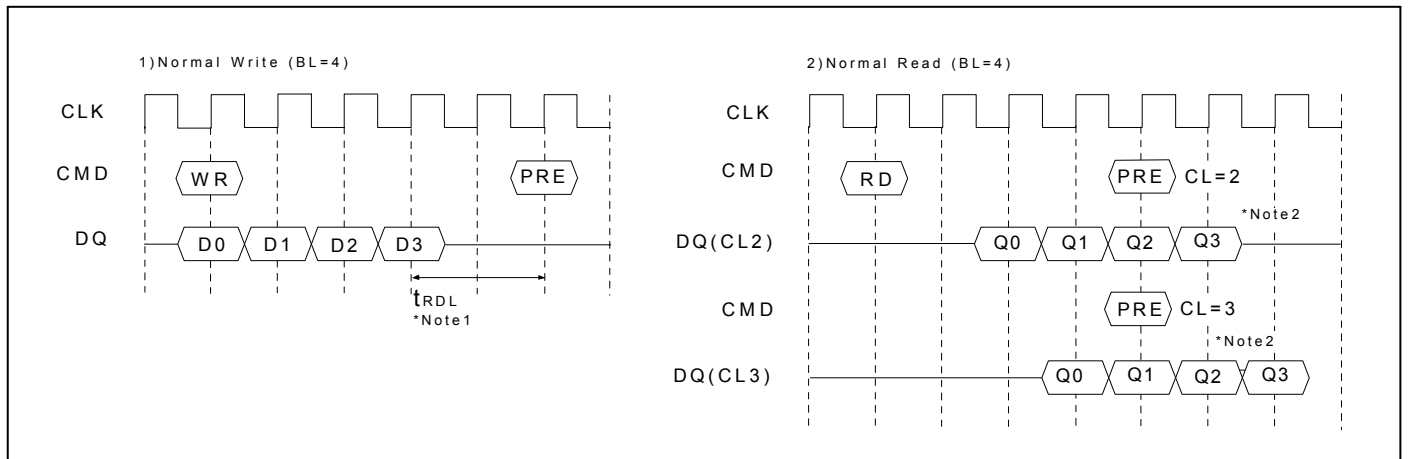 1)Normal Write (BL=4)
CLK
CMD WR PRE
DQ D0 D1 D2 D3
tRDL
*Note1
2)Normal Read (BL=4)
CLK
CMD RD PRE CL=2
*Note2
DQ(CL2) Q0 Q1 Q2 Q3
CMD PRE CL=3
*Note2
DQ(CL3) Q0 Q1 Q2 Q3